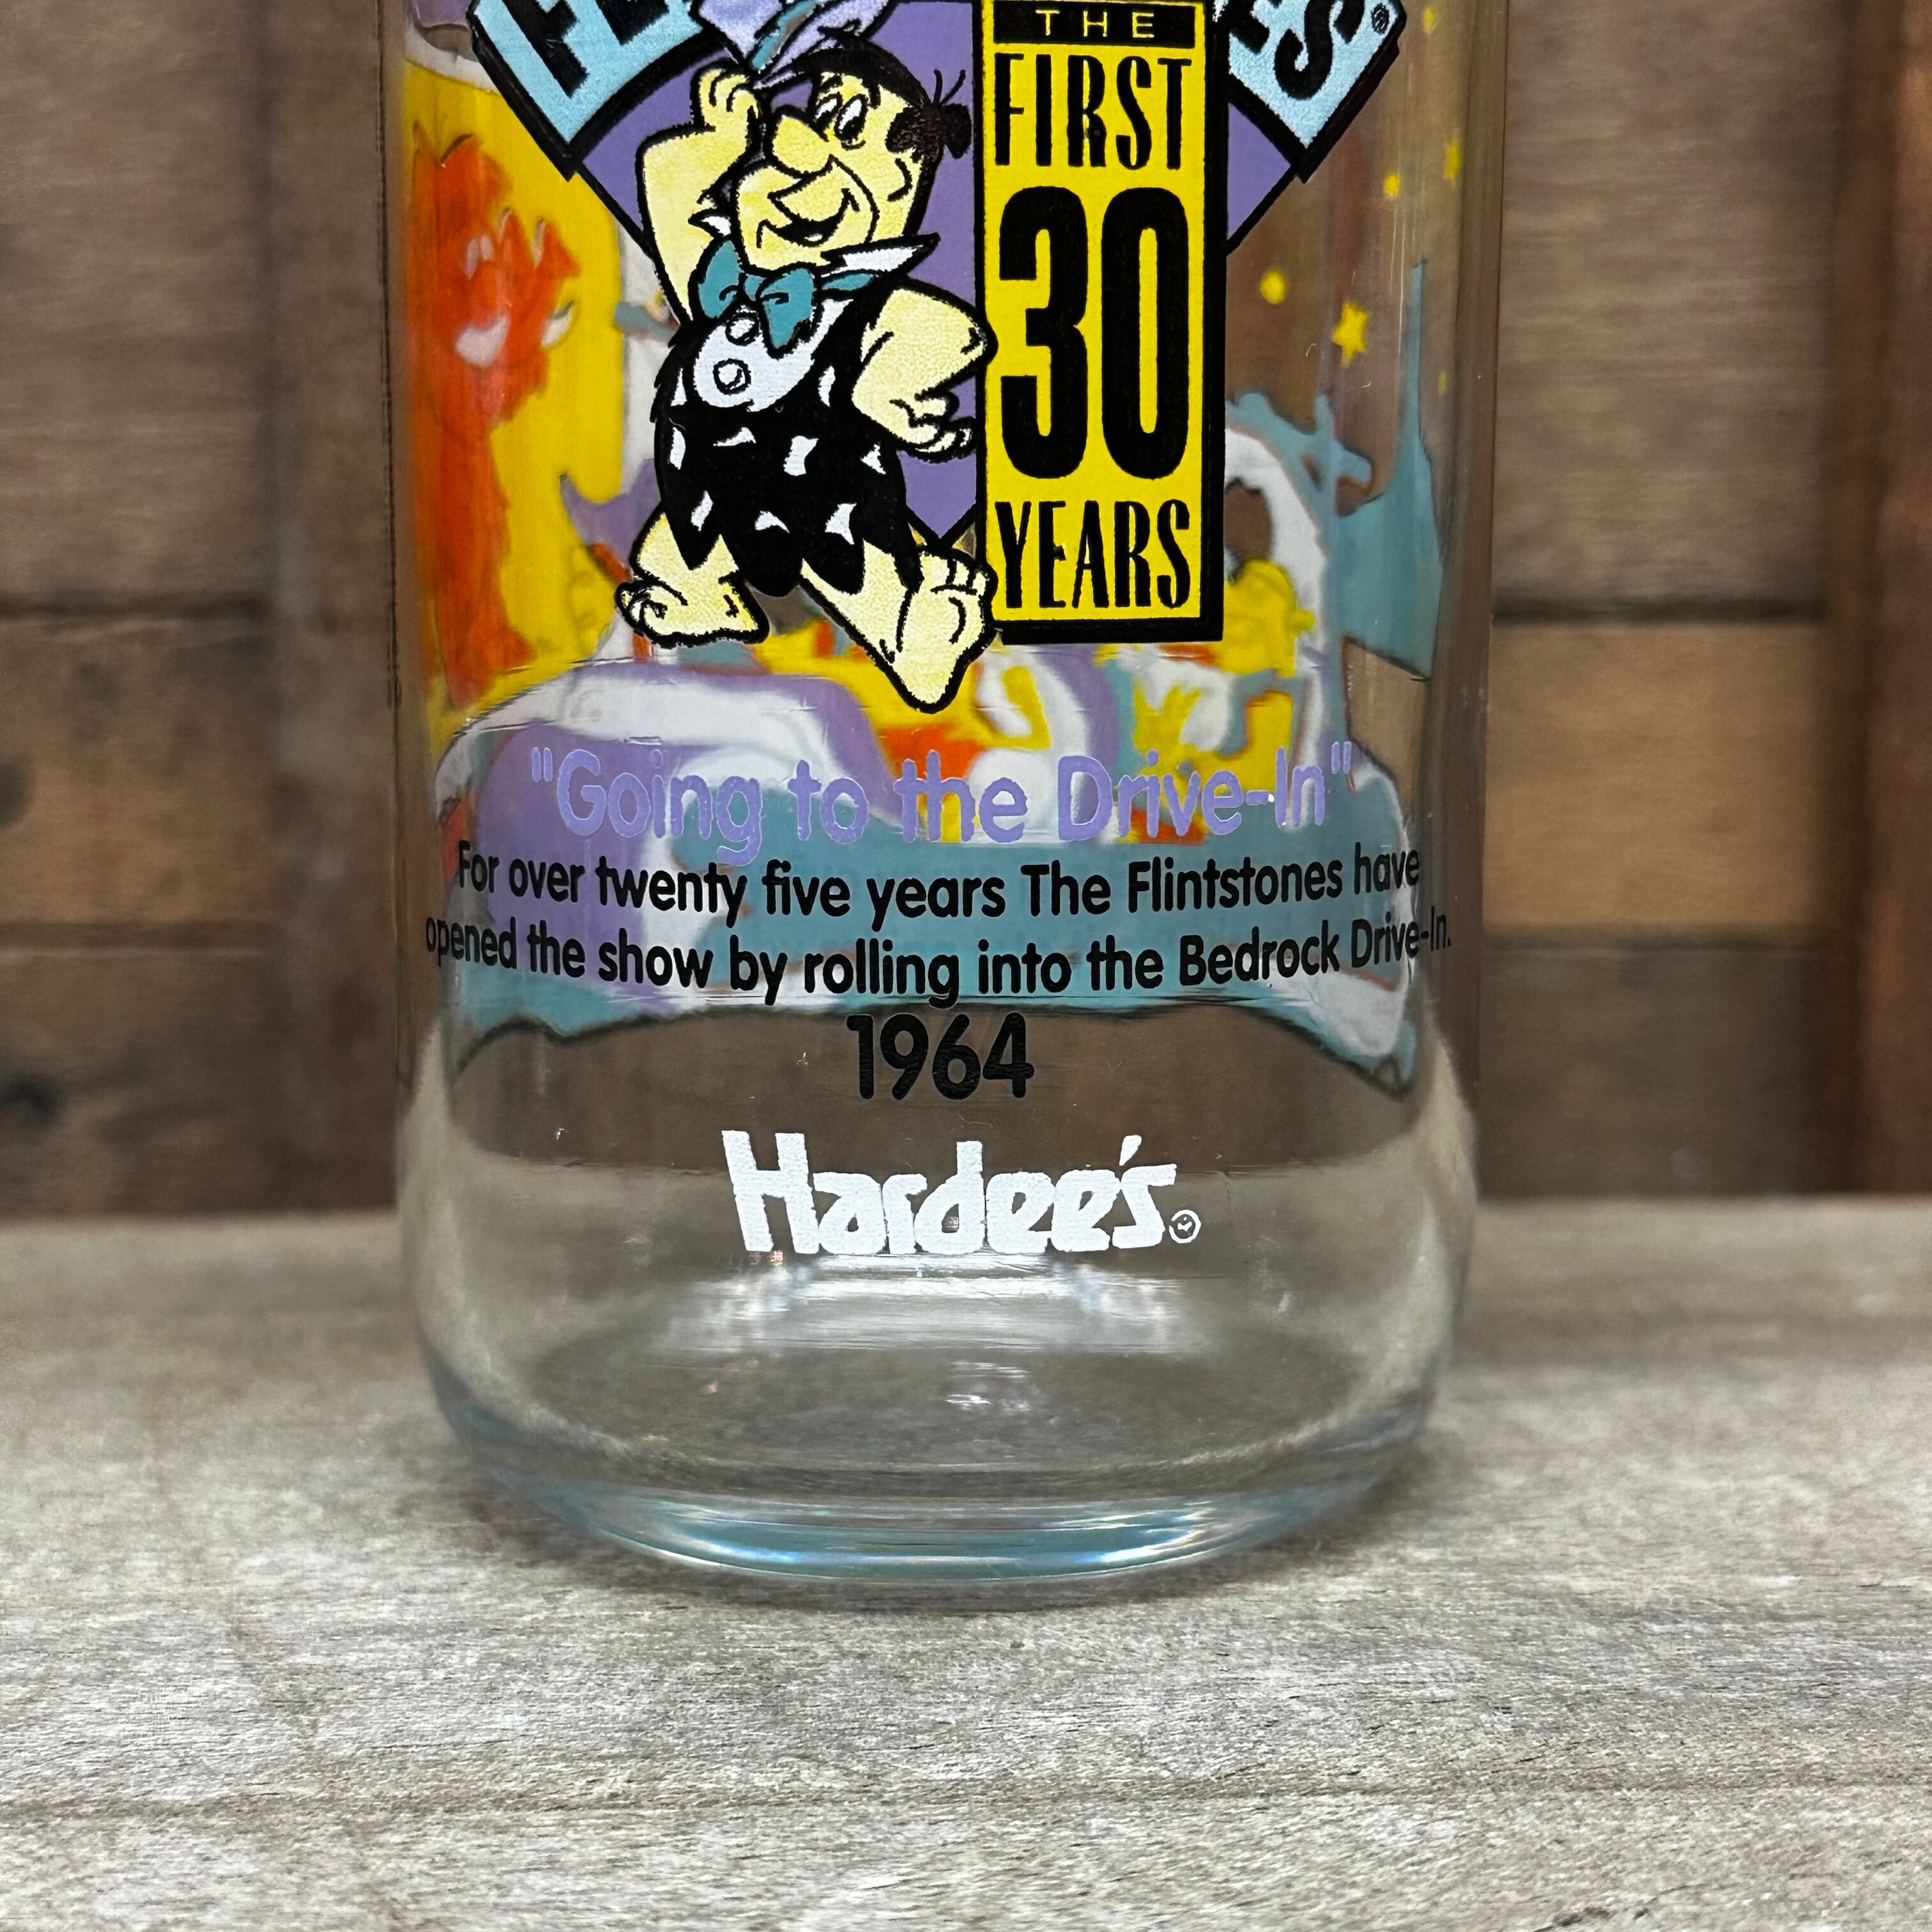 THE
FIRST
30
YEARS
"Going to the Drive-In"
For over twenty five years The Flintstones have
opened the show by rolling into the Bedrock Drive-In.
1964
Hardee's